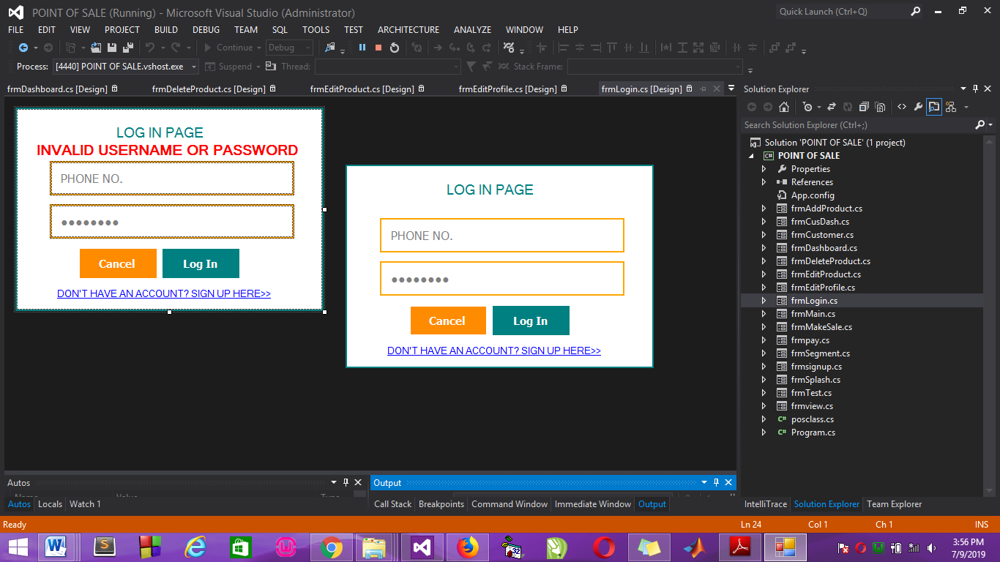 POINT OF SALE (Running) - Microsoft Visual Studio (Administrator)
Quick Launch (Ctrl+Q)
FILE EDIT VIEW PROJECT BUILD DEBUG TEAM SQL TOOLS TEST ARCHITECTURE ANALYZE WINDOW HELP
Continue Debug
Process: [4440] POINT OF SALE.vshost.exe Suspend Thread: Stack Frame:
frmDashboard.cs [Design] frmDeleteProduct.cs [Design] frmEditProduct.cs [Design] frmEditProfile.cs [Design] frmLogin.cs [Design]
LOG IN PAGE
INVALID USERNAME OR PASSWORD
PHONE NO.
●●●●●●●●
Cancel Log In
DON'T HAVE AN ACCOUNT? SIGN UP HERE>>
LOG IN PAGE
PHONE NO.
●●●●●●●●
Cancel Log In
DON'T HAVE AN ACCOUNT? SIGN UP HERE>>
Solution Explorer
Search Solution Explorer (Ctrl+;)
Solution 'POINT OF SALE' (1 project)
C# POINT OF SALE
Properties
References
App.config
frmAddProduct.cs
frmCusDash.cs
frmCustomer.cs
frmDashboard.cs
frmDeleteProduct.cs
frmEditProduct.cs
frmEditProfile.cs
frmLogin.cs
frmMain.cs
frmMakeSale.cs
frmpay.cs
frmSegment.cs
frmsignup.cs
frmSplash.cs
frmTest.cs
frmview.cs
C# posclass.cs
C# Program.cs
Autos
Autos Locals Watch 1
Output
Call Stack Breakpoints Command Window Immediate Window Output
IntelliTrace Solution Explorer Team Explorer
Ready Ln 24 Col 1 Ch 1 INS
3:56 PM
7/9/2019